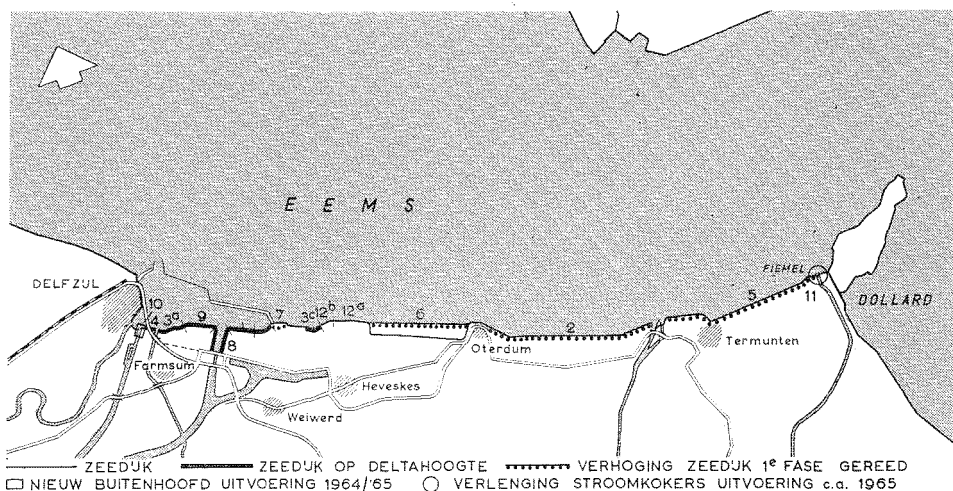 E E M S
FIEMEL
DOLLARD
DELFZIJL
10
4
3a
9
8
7
3c
12b
12a
6
2
5
11
Oterdum
Termunten
Farmsum
Heveskes
Weiwerd
ZEEDIJK ZEEDIJK OP DELTAHOOGTE VERHOGING ZEEDIJK 1e FASE GEREED
NIEUW BUITENHOOFD UITVOERING 1964/'65 VERLENGING STROOMKOKERS UITVOERING c.a. 1965